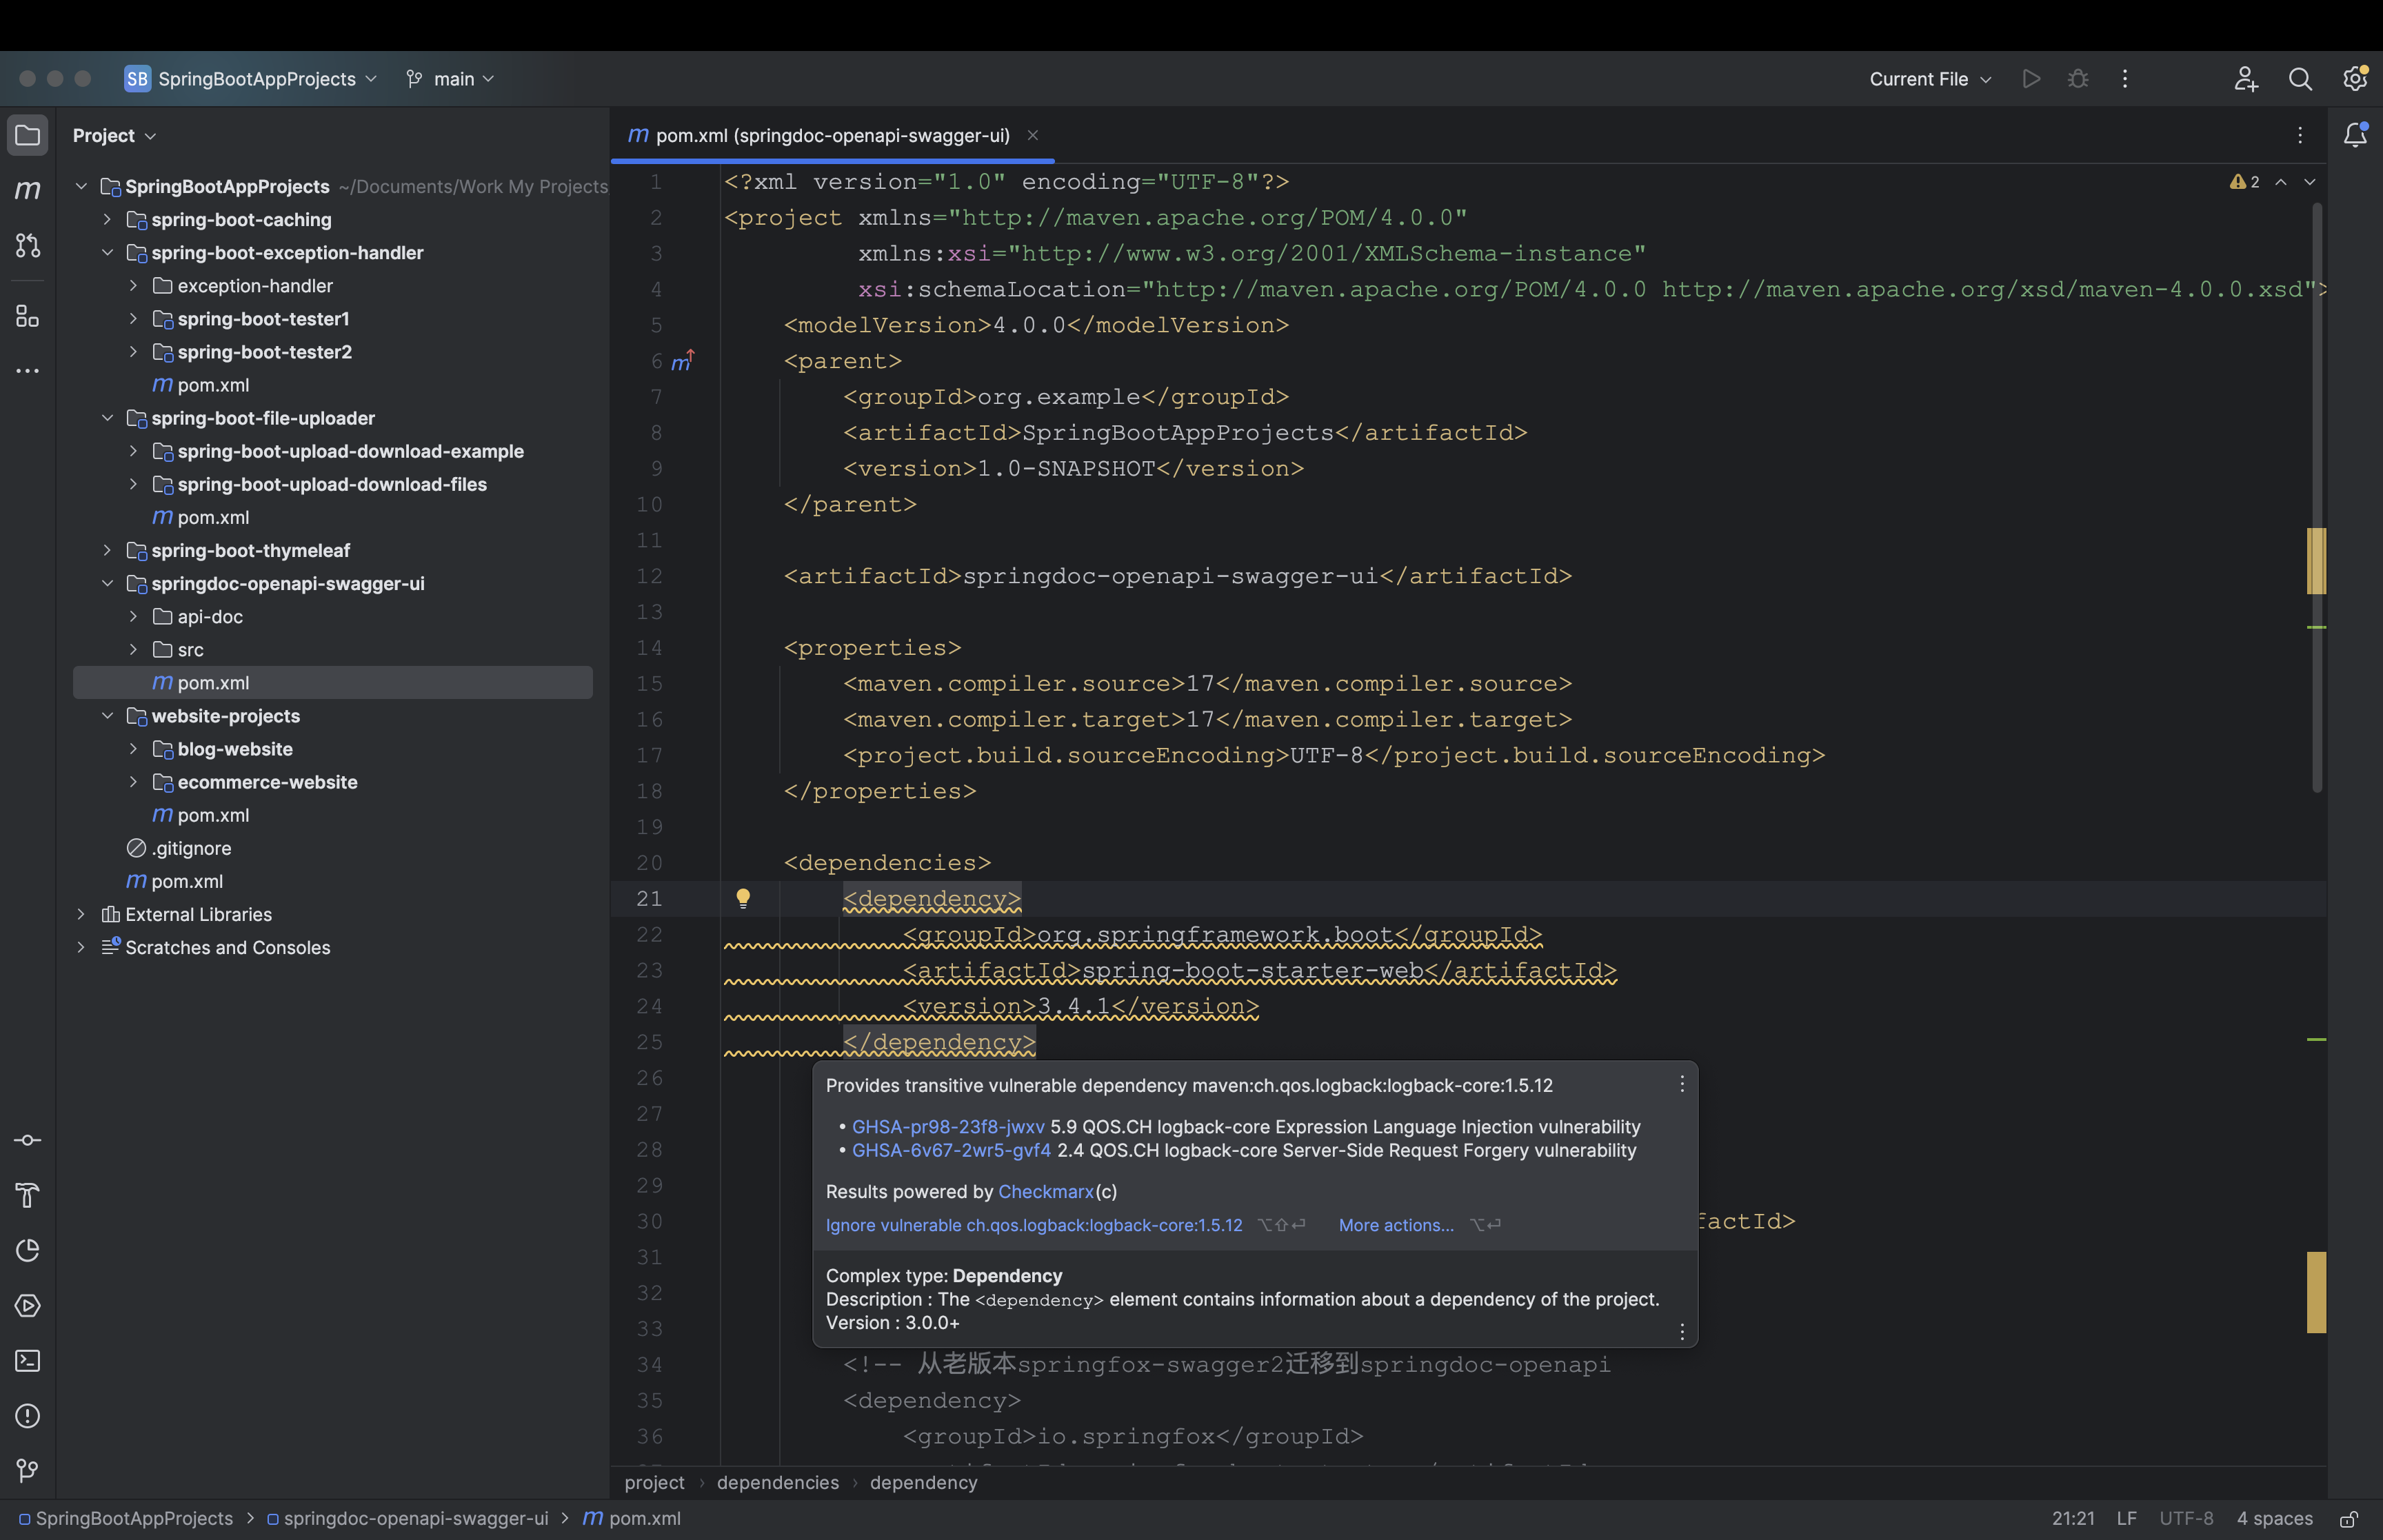 SB SpringBootAppProjects main Current File
Project
SpringBootAppProjects ~/Documents/Work My Projects
spring-boot-caching
spring-boot-exception-handler
exception-handler
spring-boot-tester1
spring-boot-tester2
m pom.xml
spring-boot-file-uploader
spring-boot-upload-download-example
spring-boot-upload-download-files
m pom.xml
spring-boot-thymeleaf
springdoc-openapi-swagger-ui
api-doc
src
m pom.xml
website-projects
blog-website
ecommerce-website
m pom.xml
.gitignore
m pom.xml
External Libraries
Scratches and Consoles
m pom.xml (springdoc-openapi-swagger-ui)
2
1 <?xml version="1.0" encoding="UTF-8"?>
2 <project xmlns="http://maven.apache.org/POM/4.0.0"
3 xmlns:xsi="http://www.w3.org/2001/XMLSchema-instance"
4 xsi:schemaLocation="http://maven.apache.org/POM/4.0.0 http://maven.apache.org/xsd/maven-4.0.0.xsd">
5 <modelVersion>4.0.0</modelVersion>
6 m <parent>
7 <groupId>org.example</groupId>
8 <artifactId>SpringBootAppProjects</artifactId>
9 <version>1.0-SNAPSHOT</version>
10 </parent>
11
12 <artifactId>springdoc-openapi-swagger-ui</artifactId>
13
14 <properties>
15 <maven.compiler.source>17</maven.compiler.source>
16 <maven.compiler.target>17</maven.compiler.target>
17 <project.build.sourceEncoding>UTF-8</project.build.sourceEncoding>
18 </properties>
19
20 <dependencies>
21 <dependency>
22 <groupId>org.springframework.boot</groupId>
23 <artifactId>spring-boot-starter-web</artifactId>
24 <version>3.4.1</version>
25 </dependency>
26
27
28
29
30 factId>
31
32
33
Provides transitive vulnerable dependency maven:ch.qos.logback:logback-core:1.5.12
• GHSA-pr98-23f8-jwxv 5.9 QOS.CH logback-core Expression Language Injection vulnerability
• GHSA-6v67-2wr5-gvf4 2.4 QOS.CH logback-core Server-Side Request Forgery vulnerability
Results powered by Checkmarx(c)
Ignore vulnerable ch.qos.logback:logback-core:1.5.12 ⌥⇧⏎ More actions... ⌥⏎
Complex type: Dependency
Description : The <dependency> element contains information about a dependency of the project.
Version : 3.0.0+
34 <!-- 从老版本springfox-swagger2迁移到springdoc-openapi
35 <dependency>
36 <groupId>io.springfox</groupId>
project › dependencies › dependency
SpringBootAppProjects > springdoc-openapi-swagger-ui > m pom.xml 21:21 LF UTF-8 4 spaces